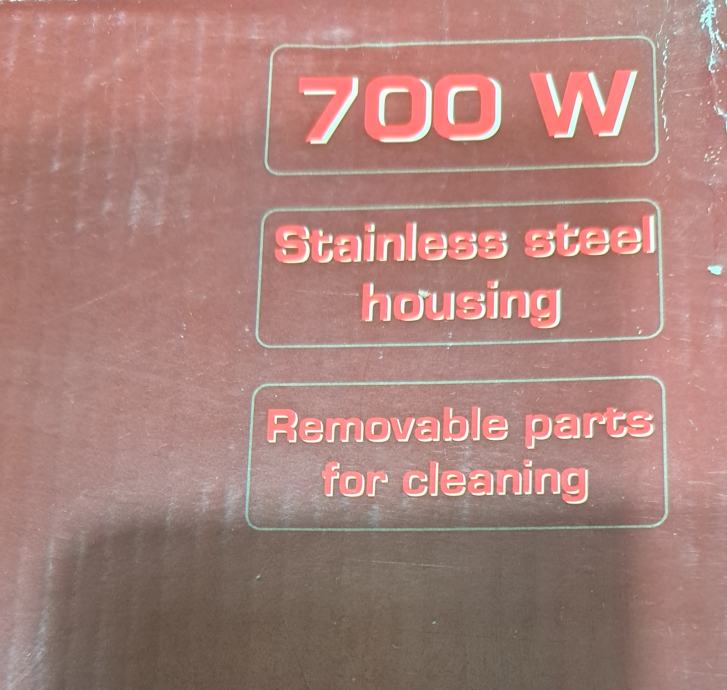 700 W
Stainless steel
housing
Removable parts
for cleaning